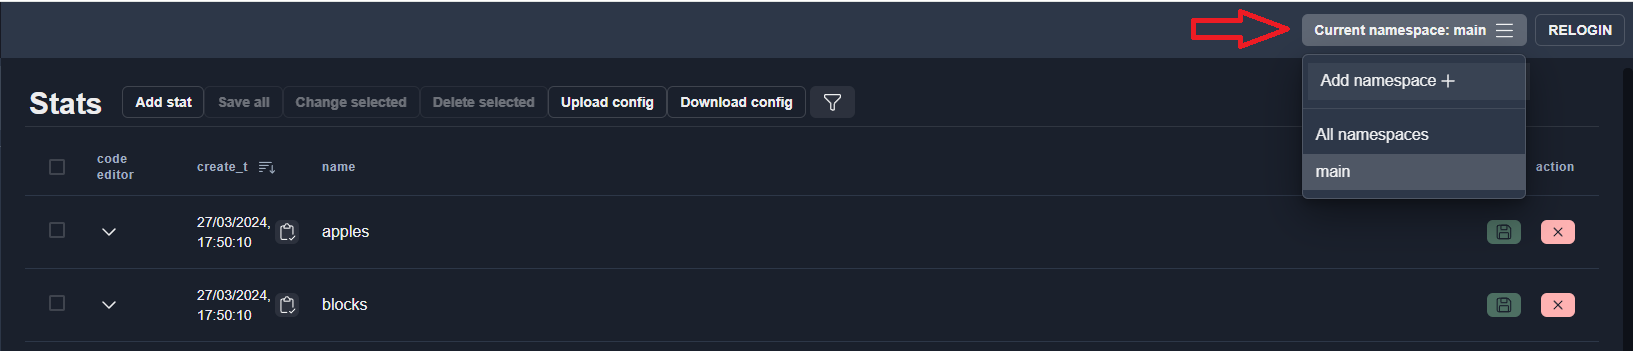 Current namespace: main
RELOGIN
Add namespace
All namespaces
main
Stats
Add stat
Save all
Change selected
Delete selected
Upload config
Download config
code
editor
create_t
name
action
27/03/2024,
17:50:10
apples
27/03/2024,
17:50:10
blocks